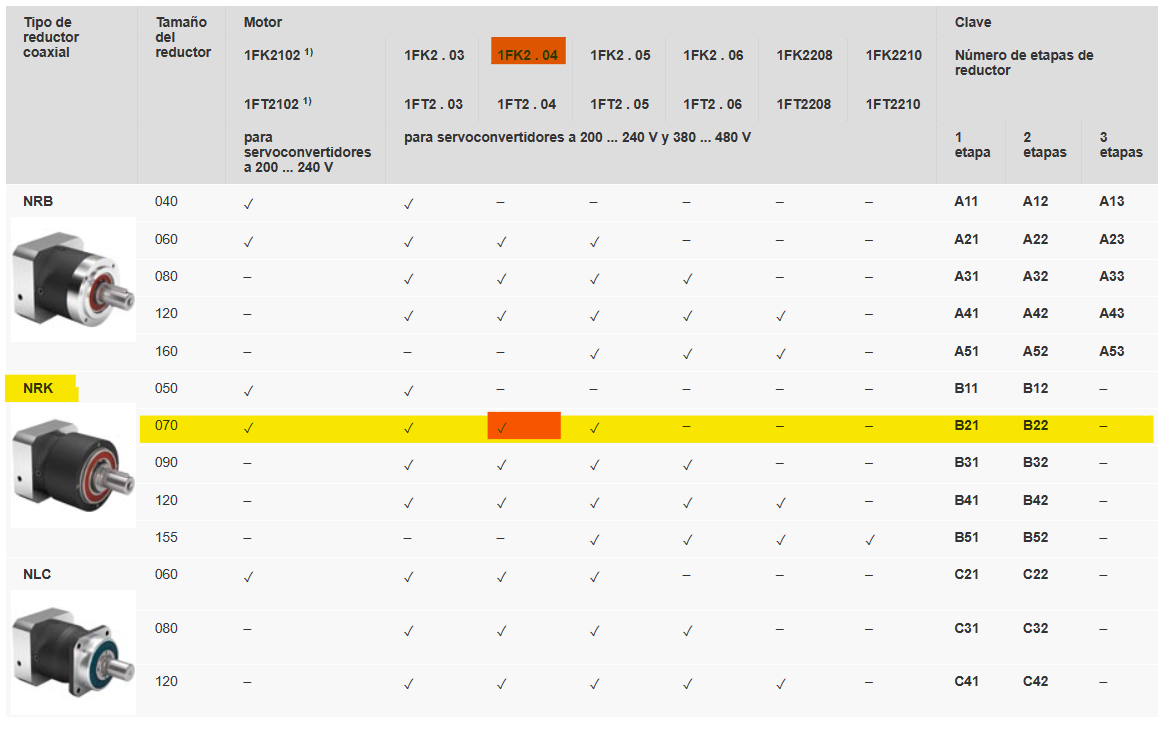 Tipo de reductor coaxial Tamaño del reductor Motor Clave
1FK2102 1) 1FK2 . 03 1FK2 . 04 1FK2 . 05 1FK2 . 06 1FK2208 1FK2210 Número de etapas de reductor
1FT2102 1) 1FT2 . 03 1FT2 . 04 1FT2 . 05 1FT2 . 06 1FT2208 1FT2210
para servoconvertidores a 200 ... 240 V para servoconvertidores a 200 ... 240 V y 380 ... 480 V 1 etapa 2 etapas 3 etapas
NRB 040 ✓ ✓ – – – – – A11 A12 A13
060 ✓ ✓ ✓ ✓ – – – A21 A22 A23
080 – ✓ ✓ ✓ ✓ – – A31 A32 A33
120 – ✓ ✓ ✓ ✓ ✓ – A41 A42 A43
160 – – – ✓ ✓ ✓ – A51 A52 A53
NRK 050 ✓ ✓ – – – – – B11 B12 –
070 ✓ ✓ ✓ ✓ – – – B21 B22 –
090 – ✓ ✓ ✓ ✓ – – B31 B32 –
120 – ✓ ✓ ✓ ✓ ✓ – B41 B42 –
155 – – – ✓ ✓ ✓ ✓ B51 B52 –
NLC 060 ✓ ✓ ✓ ✓ – – – C21 C22 –
080 – ✓ ✓ ✓ ✓ – – C31 C32 –
120 – ✓ ✓ ✓ ✓ ✓ – C41 C42 –